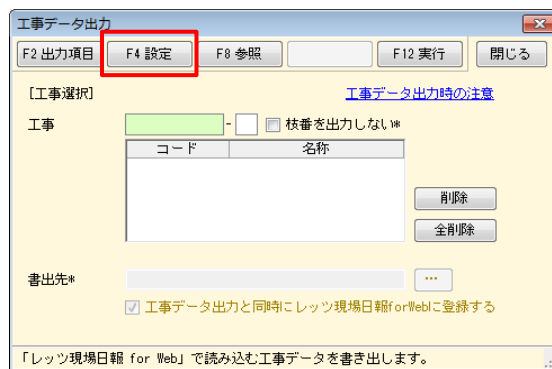 工事データ出力
F2 出力項目 F4 設定 F8 参照 F12 実行 閉じる
[工事選択] 工事データ出力時の注意
工事 - 枝番を出力しない*
コード 名称
削除
全削除
書出先* ...
工事データ出力と同時にレッツ現場日報forWebに登録する
「レッツ現場日報 for Web」で読み込む工事データを書き出します。